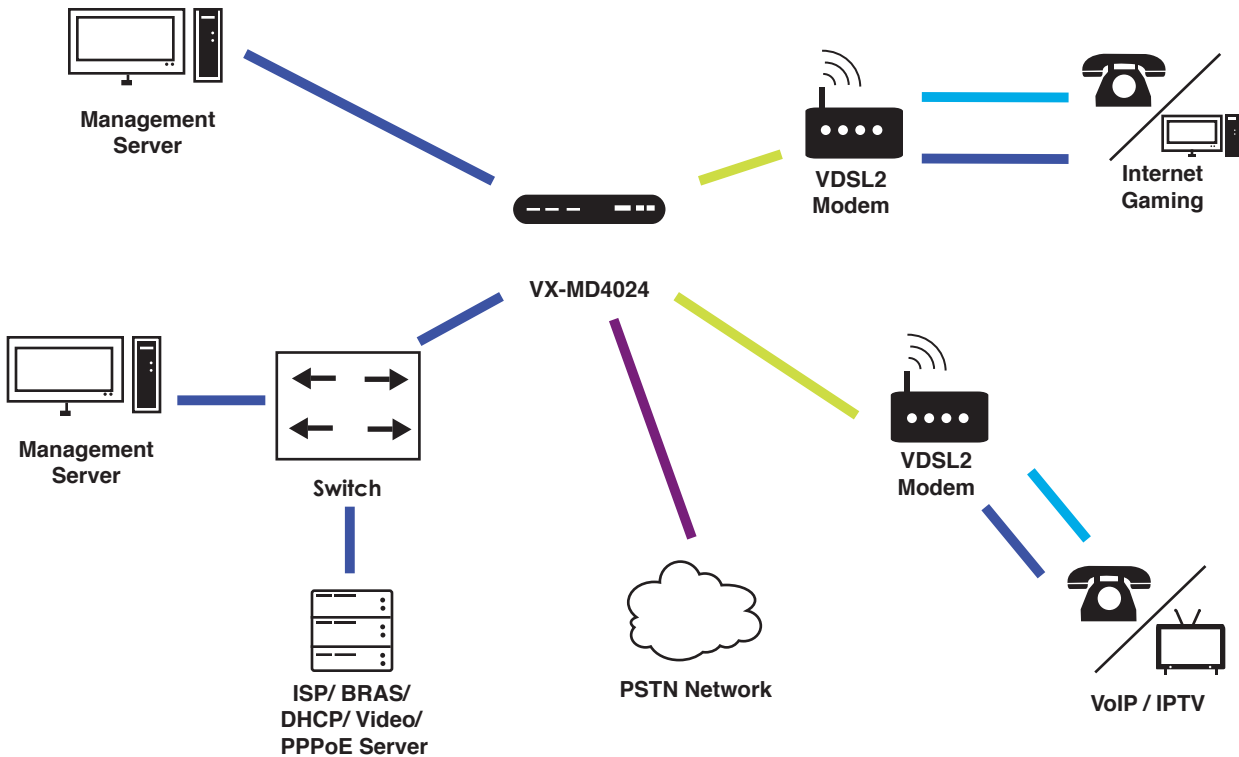 Management
Server
VDSL2
Modem
Internet
Gaming
VX-MD4024
Management
Server
Switch
VDSL2
Modem
ISP/ BRAS/
DHCP/ Video/
PPPoE Server
PSTN Network
VoIP / IPTV